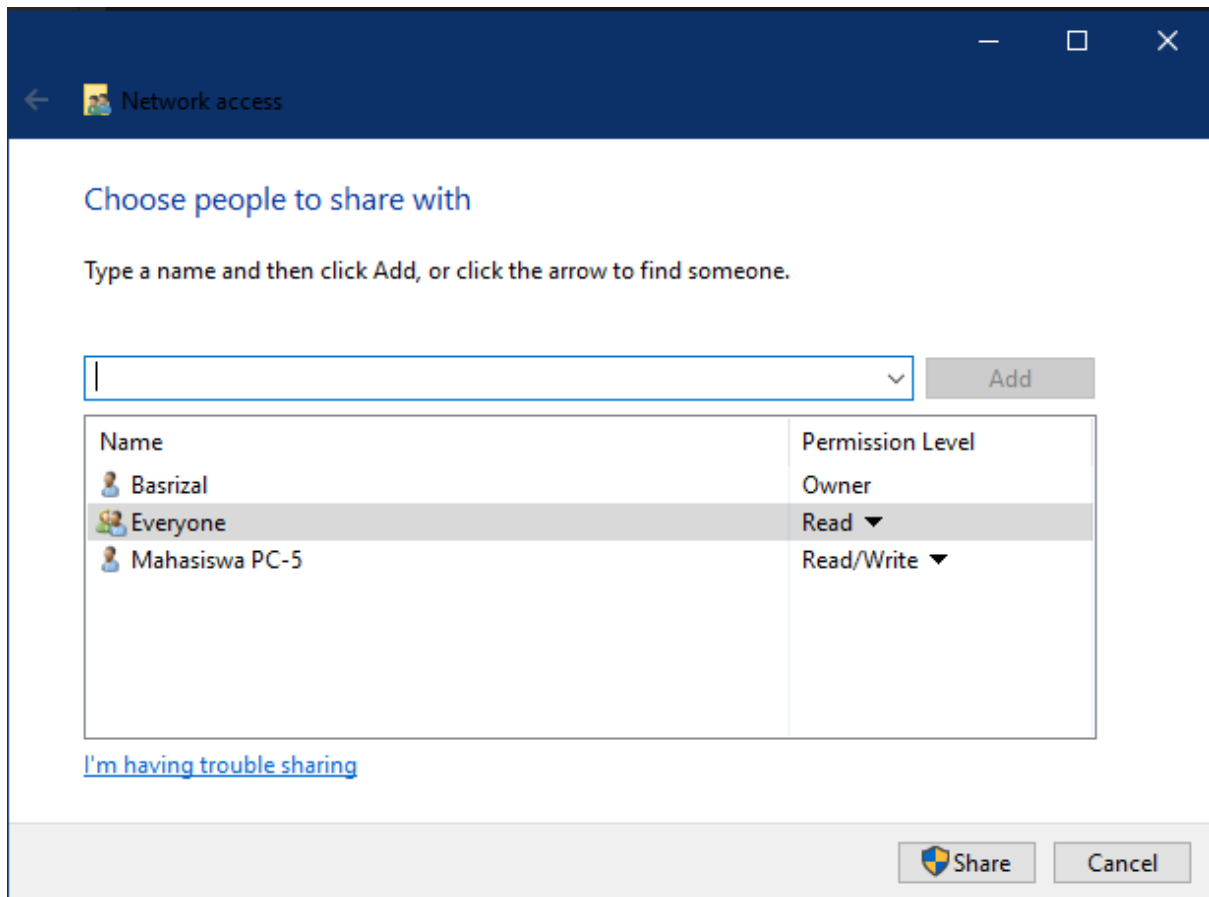 Network access
Choose people to share with
Type a name and then click Add, or click the arrow to find someone.
Add
Name Permission Level
Basrizal Owner
Everyone Read
Mahasiswa PC-5 Read/Write
I'm having trouble sharing
Share Cancel